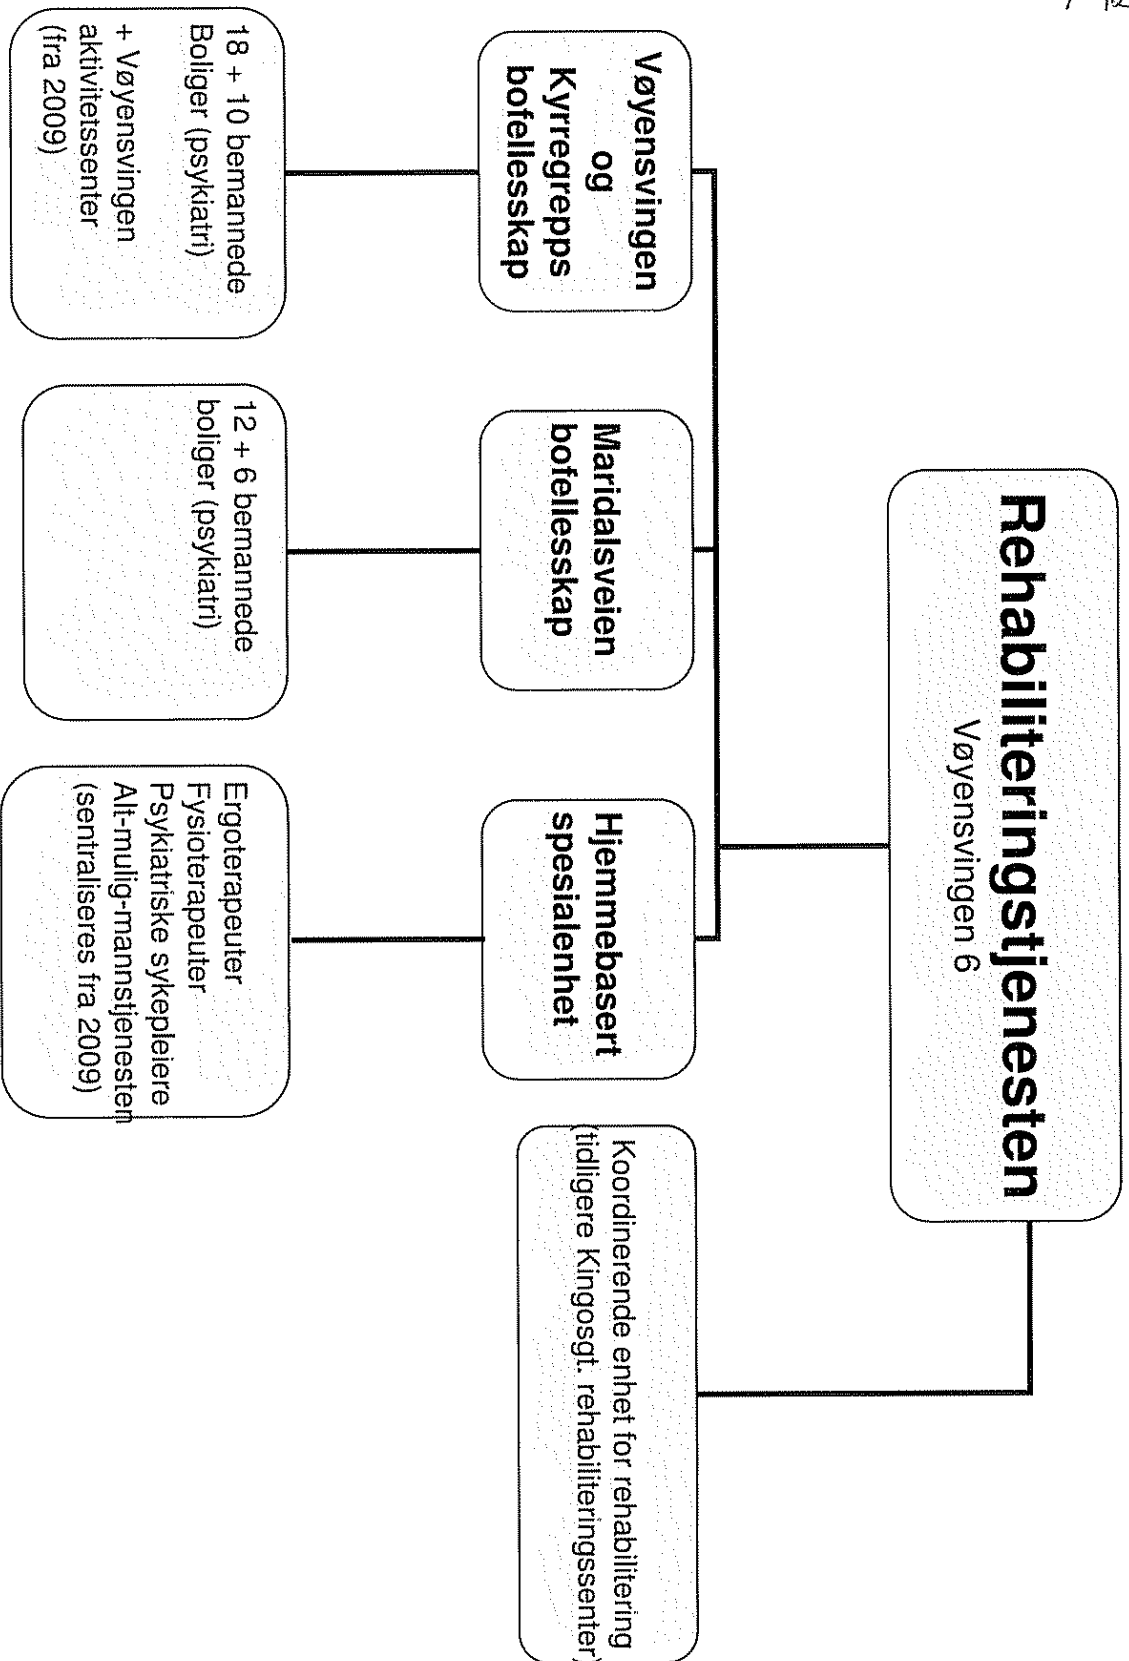 Rehabiliteringstjenesten
Vøyensvingen 6
Vøyensvingen
og
Kyrregrepps
bofellesskap
Maridalsveien
bofellesskap
Hjemmebasert
spesialenhet
Koordinerende enhet for rehabilitering
(tidligere Kingosgt. rehabiliteringssenter)
18 + 10 bemannede
Boliger (psykiatri)
+ Vøyensvingen
aktivitetssenter
(fra 2009)
12 + 6 bemannede
boliger (psykiatri)
Ergoterapeuter
Fysioterapeuter
Psykiatriske sykepleiere
Alt-mulig-mannstjenesten
(sentraliseres fra 2009)